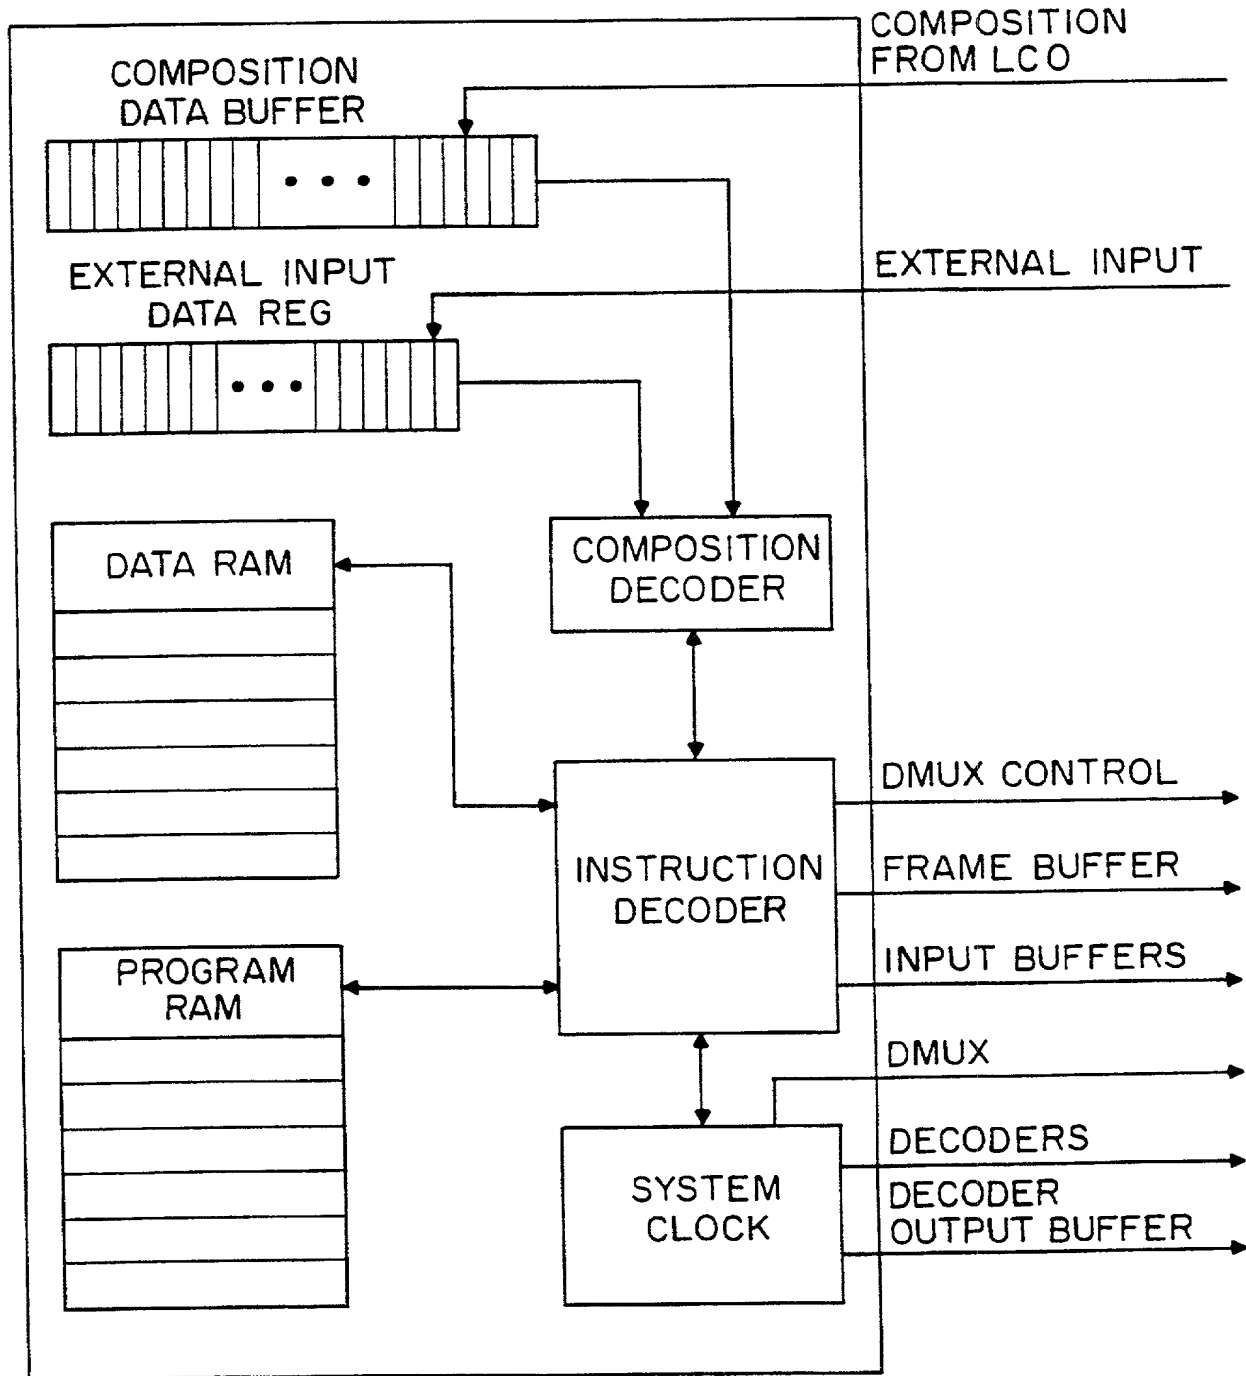 COMPOSITION
FROM LCO
COMPOSITION
DATA BUFFER
EXTERNAL INPUT
EXTERNAL INPUT
DATA REG
DATA RAM
COMPOSITION
DECODER
DMUX CONTROL
INSTRUCTION
DECODER
FRAME BUFFER
INPUT BUFFERS
PROGRAM
RAM
DMUX
DECODERS
SYSTEM
CLOCK
DECODER
OUTPUT BUFFER